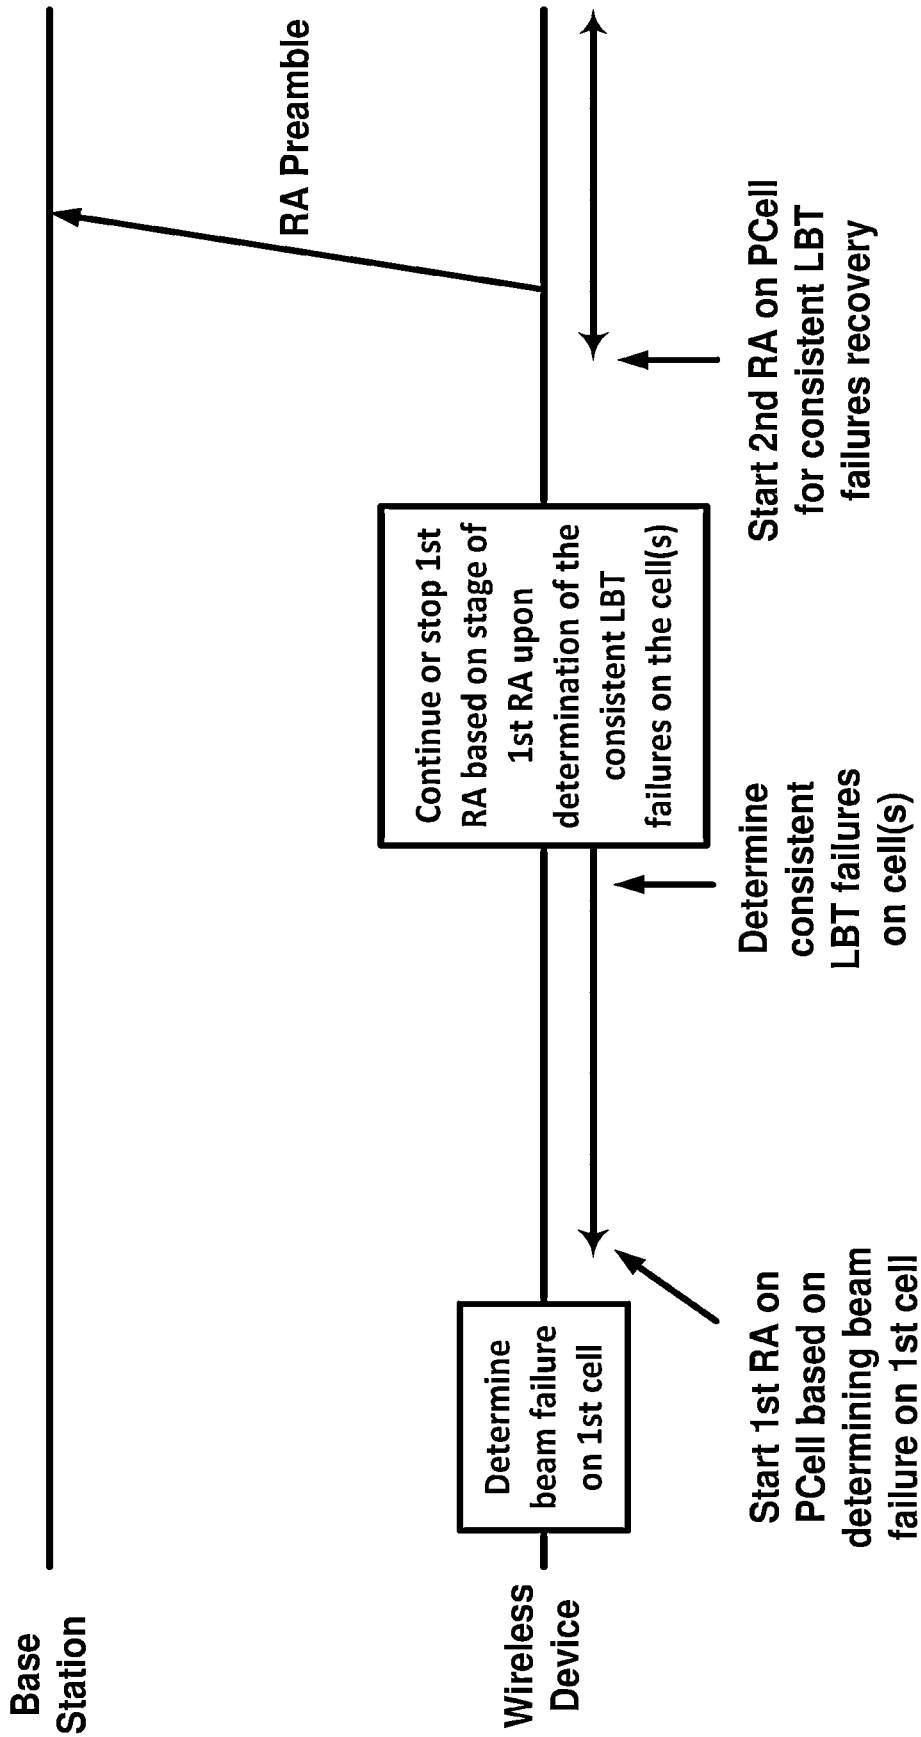 Base
Station
RA Preamble
Wireless
Device
Determine
beam failure
on 1st cell
Continue or stop 1st
RA based on stage of
1st RA upon
determination of the
consistent LBT
failures on the cell(s)
Start 1st RA on
PCell based on
determining beam
failure on 1st cell
Determine
consistent
LBT failures
on cell(s)
Start 2nd RA on PCell
for consistent LBT
failures recovery